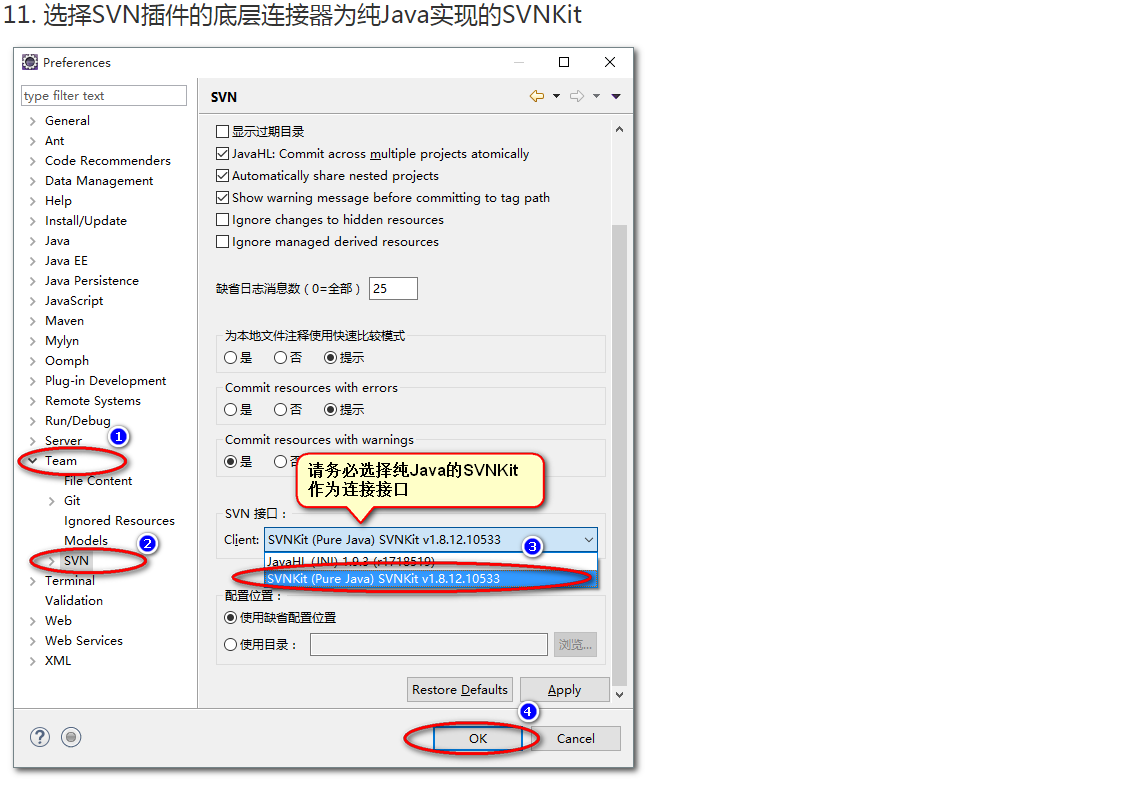 11. 选择SVN插件的底层连接器为纯Java实现的SVNKit
Preferences
type filter text
General
Ant
Code Recommenders
Data Management
Help
Install/Update
Java
Java EE
Java Persistence
JavaScript
Maven
Mylyn
Oomph
Plug-in Development
Remote Systems
Run/Debug
Server
1
Team
File Content
Git
Ignored Resources
Models
2
SVN
Terminal
Validation
Web
Web Services
XML
SVN
显示过期目录
JavaHL: Commit across multiple projects atomically
Automatically share nested projects
Show warning message before committing to tag path
Ignore changes to hidden resources
Ignore managed derived resources
缺省日志消息数（0=全部） 25
为本地文件注释使用快速比较模式
是 否 提示
Commit resources with errors
是 否 提示
Commit resources with warnings
是
请务必选择纯Java的SVNKit
作为连接接口
SVN 接口：
Client: SVNKit (Pure Java) SVNKit v1.8.12.10533
3
JavaHL (JNI) 1.9.3 (r1718519)
SVNKit (Pure Java) SVNKit v1.8.12.10533
配置位置：
使用缺省配置位置
使用目录： 浏览...
Restore Defaults Apply
4
? OK Cancel